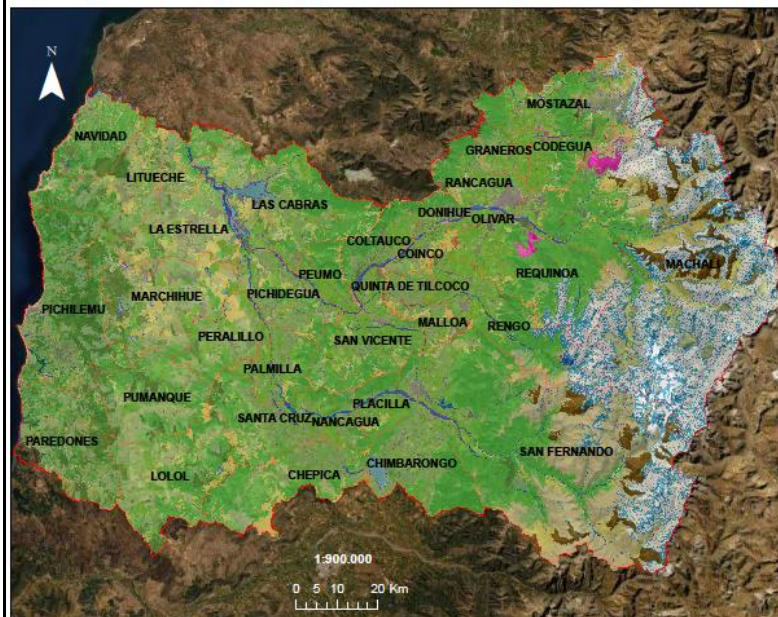 N
MOSTAZAL
NAVIDAD
GRANEROS CODEGUA
LITUECHE
RANCAGUA
LAS CABRAS
DONIHUE
OLIVAR
LA ESTRELLA
COLTAUCO
COINCO
MACHALI
PEUMO
REQUINOA
QUINTA DE TILCOCO
MARCHIHUE
PICHIDEGUA
PICHILEMU
MALLOA
RENGO
PERALILLO
SAN VICENTE
PALMILLA
PUMANQUE
PLACILLA
SANTA CRUZ
NANCAGUA
PAREDONES
SAN FERNANDO
CHIMBARONGO
LOLOL
CHEPICA
1:900.000
0 5 10 20 Km